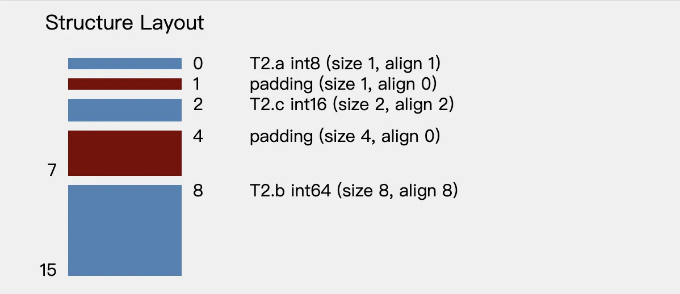 Structure Layout
0 T2.a int8 (size 1, align 1)
1 padding (size 1, align 0)
2 T2.c int16 (size 2, align 2)
4 padding (size 4, align 0)
7
8 T2.b int64 (size 8, align 8)
15